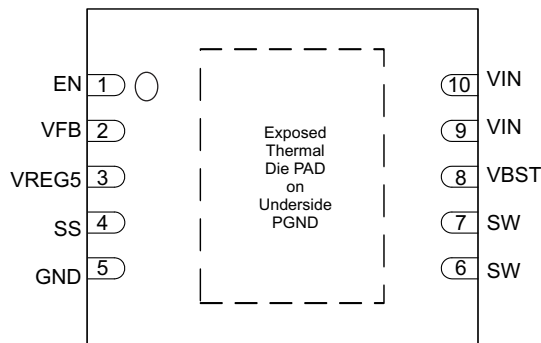 EN 1
VFB 2
VREG5 3
SS 4
GND 5
Exposed
Thermal
Die PAD
on
Underside
PGND
10 VIN
9 VIN
8 VBST
7 SW
6 SW